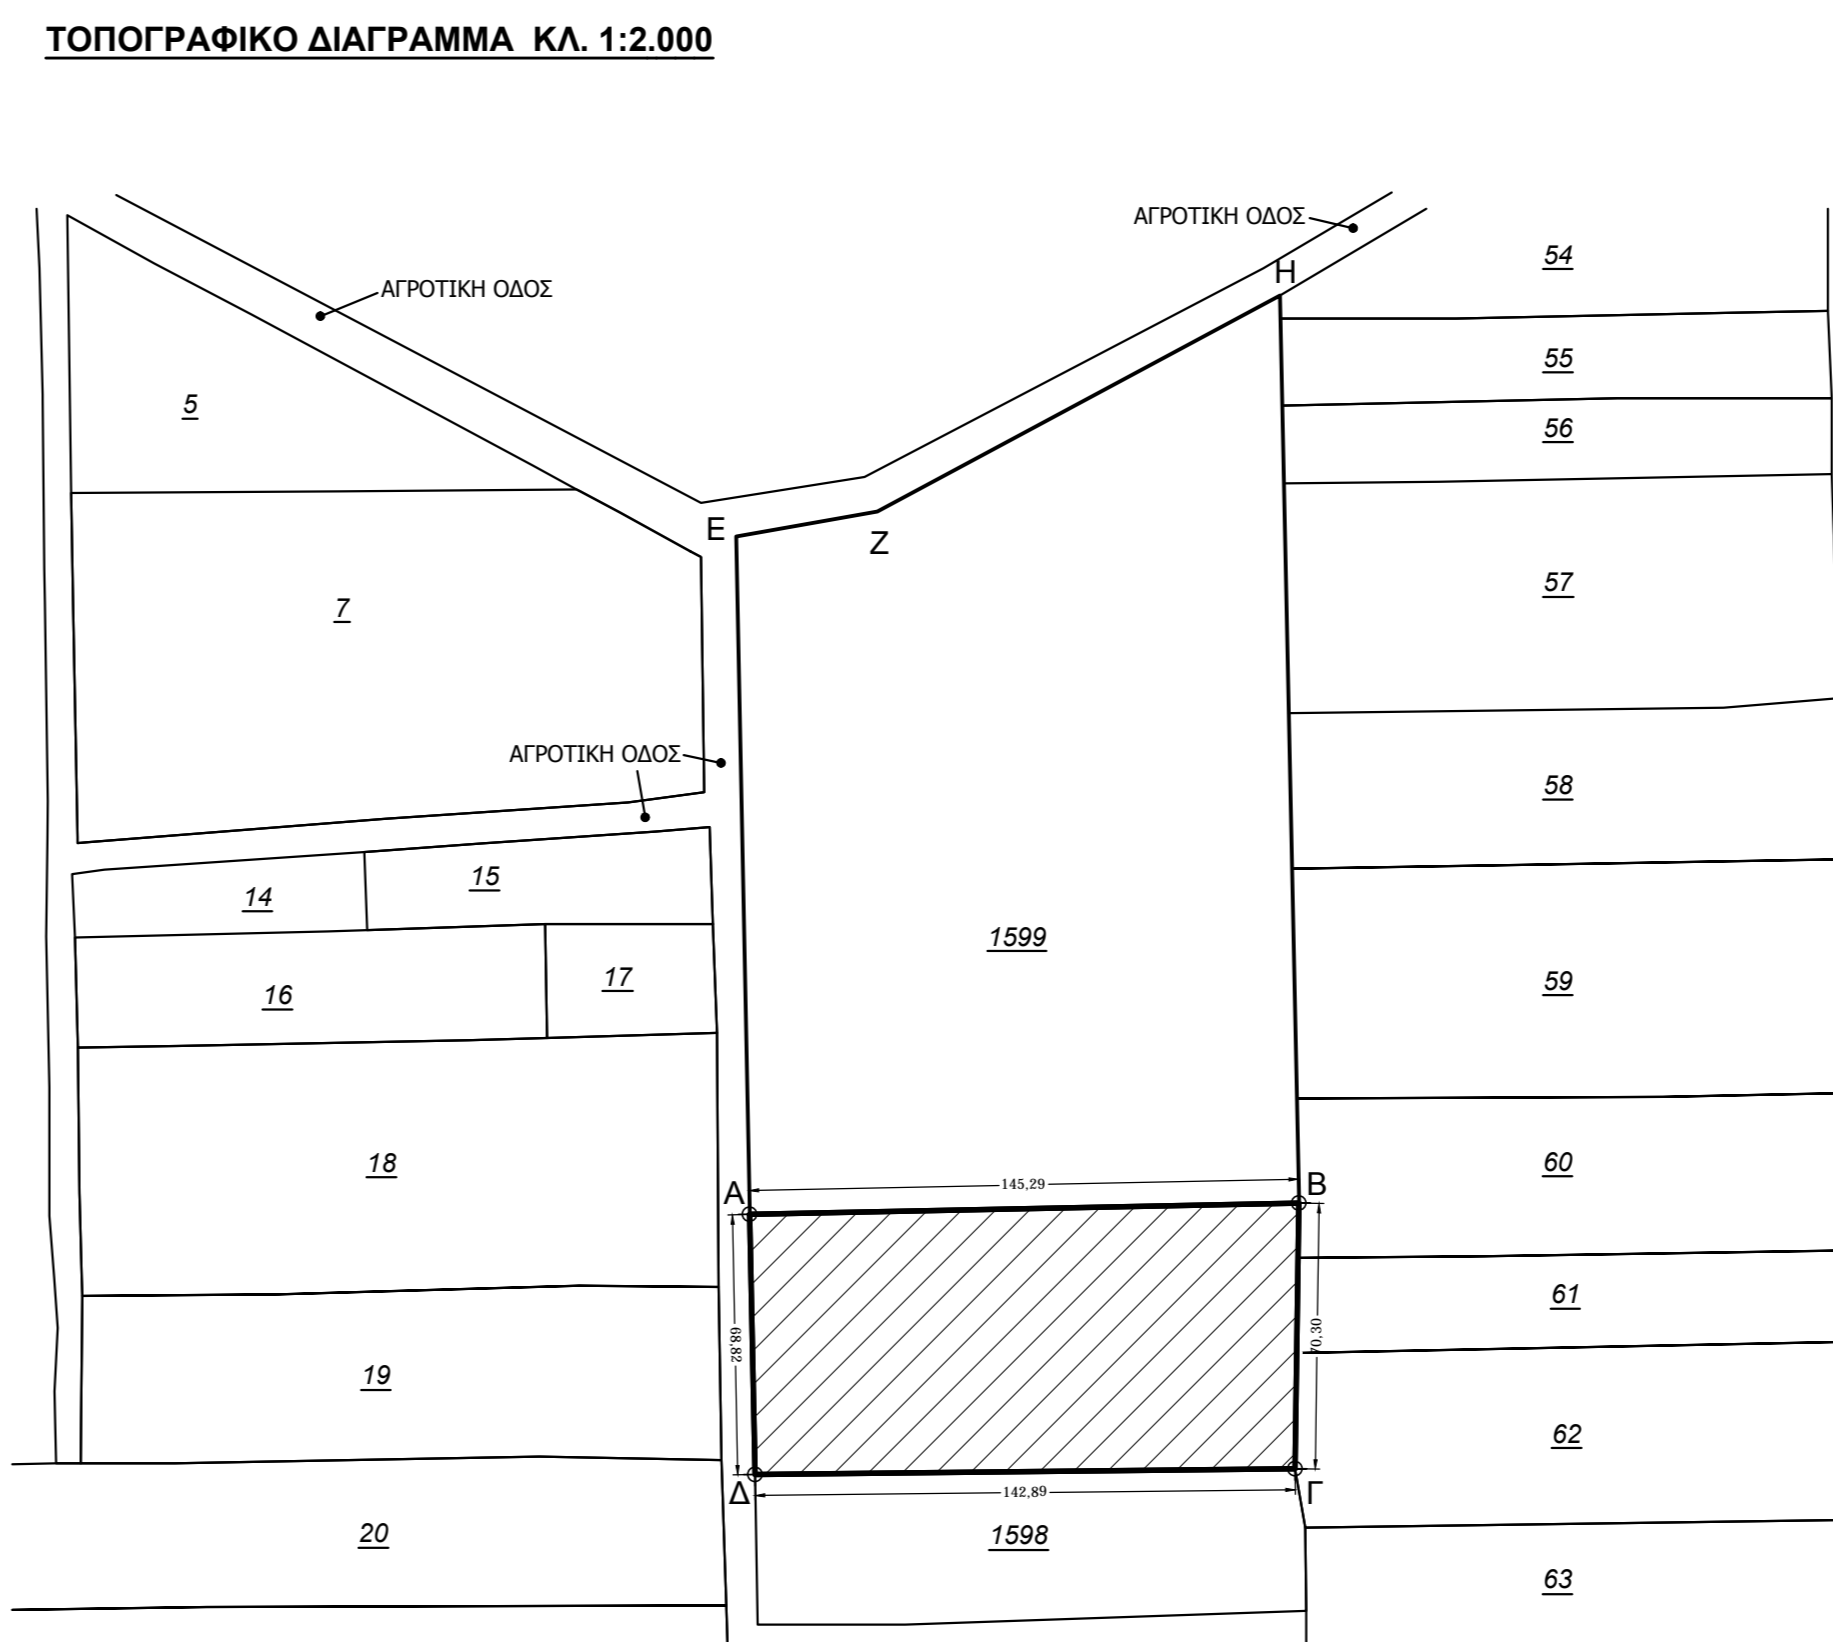 ΤΟΠΟΓΡΑΦΙΚΟ ΔΙΑΓΡΑΜΜΑ ΚΛ. 1:2.000
ΑΓΡΟΤΙΚΗ ΟΔΟΣ
54
Η
ΑΓΡΟΤΙΚΗ ΟΔΟΣ
55
5
56
Ε
Ζ
57
7
ΑΓΡΟΤΙΚΗ ΟΔΟΣ
58
15
14
1599
17
59
16
18
60
145,29
Α
Β
61
68,82
70,30
19
62
Δ
142,89
Γ
20
1598
63